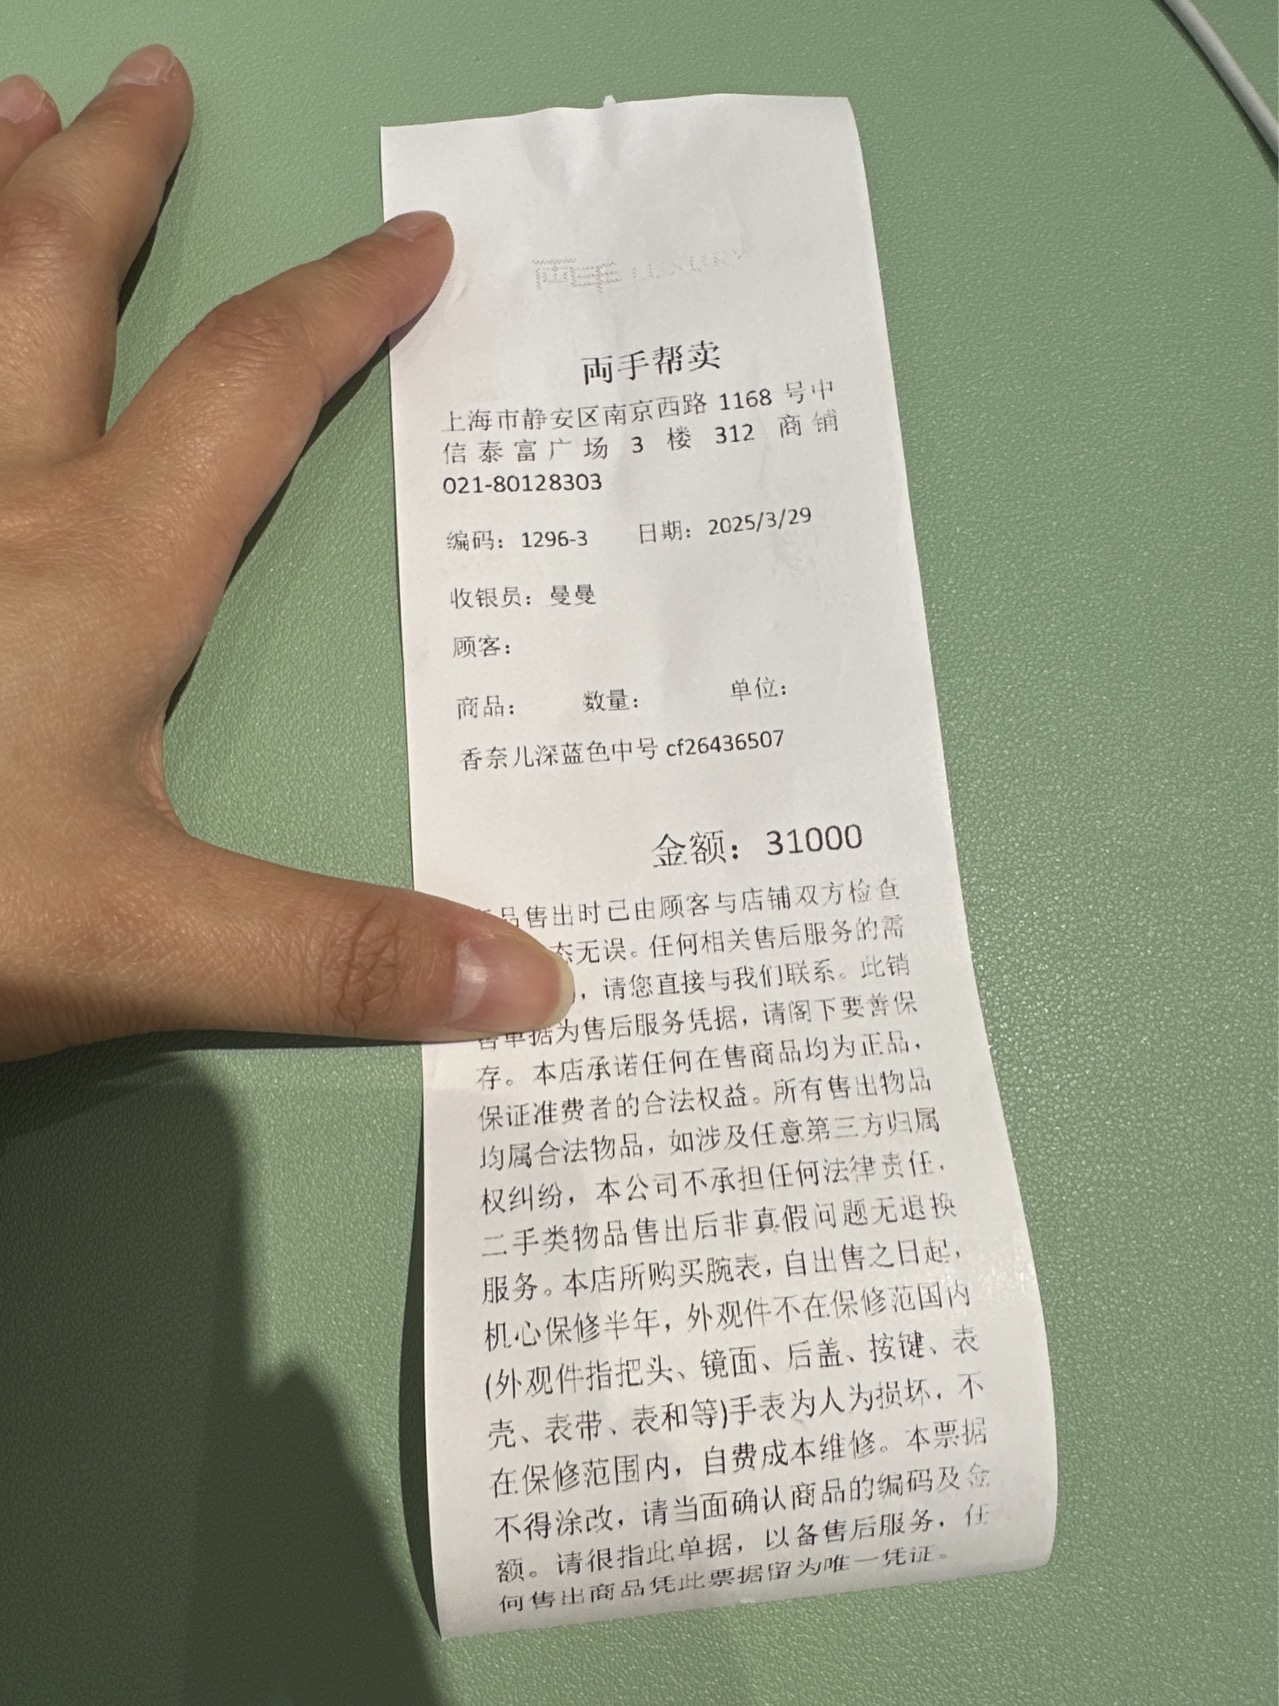 両手
両手帮卖
上海市静安区南京西路 1168 号中
信泰富广场 3 楼 312 商铺
021-80128303
编码：1296-3 日期：2025/3/29
收银员：曼曼
顾客：
商品： 数量： 单位：
香奈儿深蓝色中号 cf26436507
金额：31000
品售出时已由顾客与店铺双方检查
态无误。任何相关售后服务的需
，请您直接与我们联系。此销
售单据为售后服务凭据，请阁下要善保
存。本店承诺任何在售商品均为正品，
保证准费者的合法权益。所有售出物品
均属合法物品，如涉及任意第三方归属
权纠纷，本公司不承担任何法律责任，
二手类物品售出后非真假问题无退换
服务。本店所购买腕表，自出售之日起，
机心保修半年，外观件不在保修范国内
(外观件指把头、镜面、后盖、按键、表
壳、表带、表和等)手表为人为损坏，不
在保修范围内，自费成本维修。本票据
不得涂改，请当面确认商品的编码及金
额。请很指此单据，以备售后服务，任
何售出商品凭此票据留为唯一凭证。